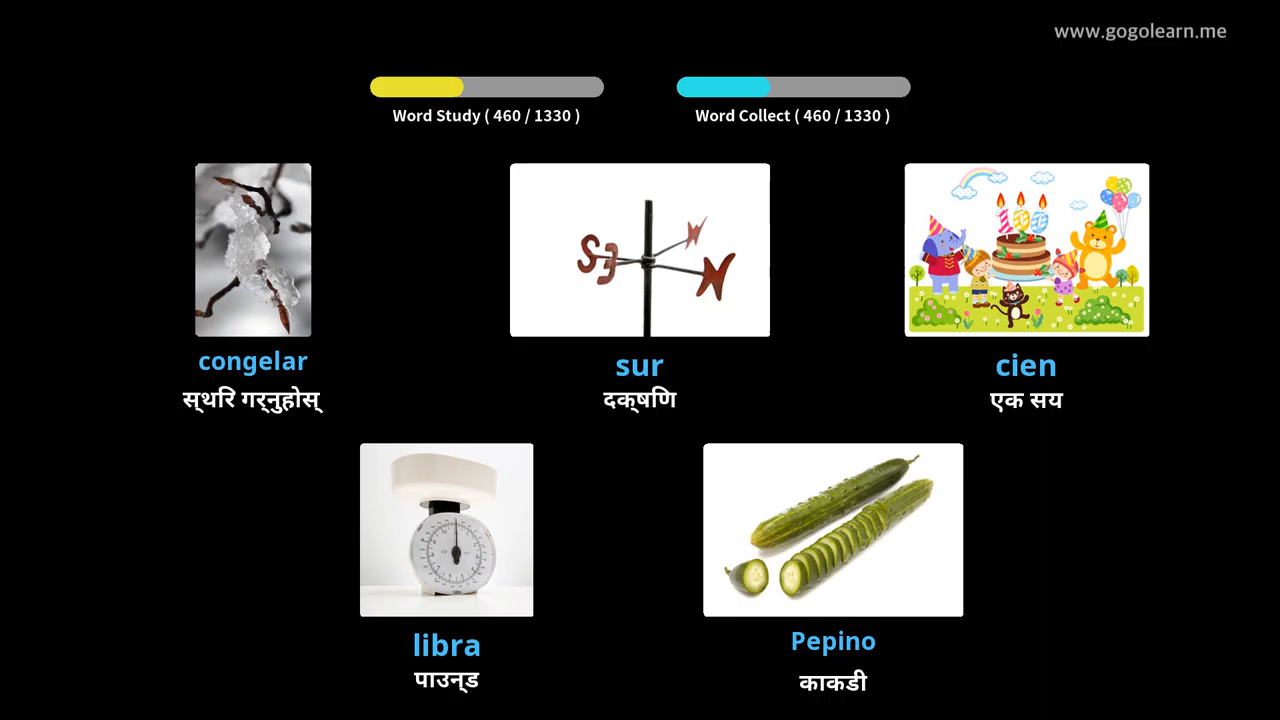 www.gogolearn.me
Word Study ( 460 / 1330 )
Word Collect ( 460 / 1330 )
100
S E N W
congelar
स्थिर गर्नुहोस्
sur
दक्षिण
cien
एक सय
libra
पाउन्ड
Pepino
काकडी